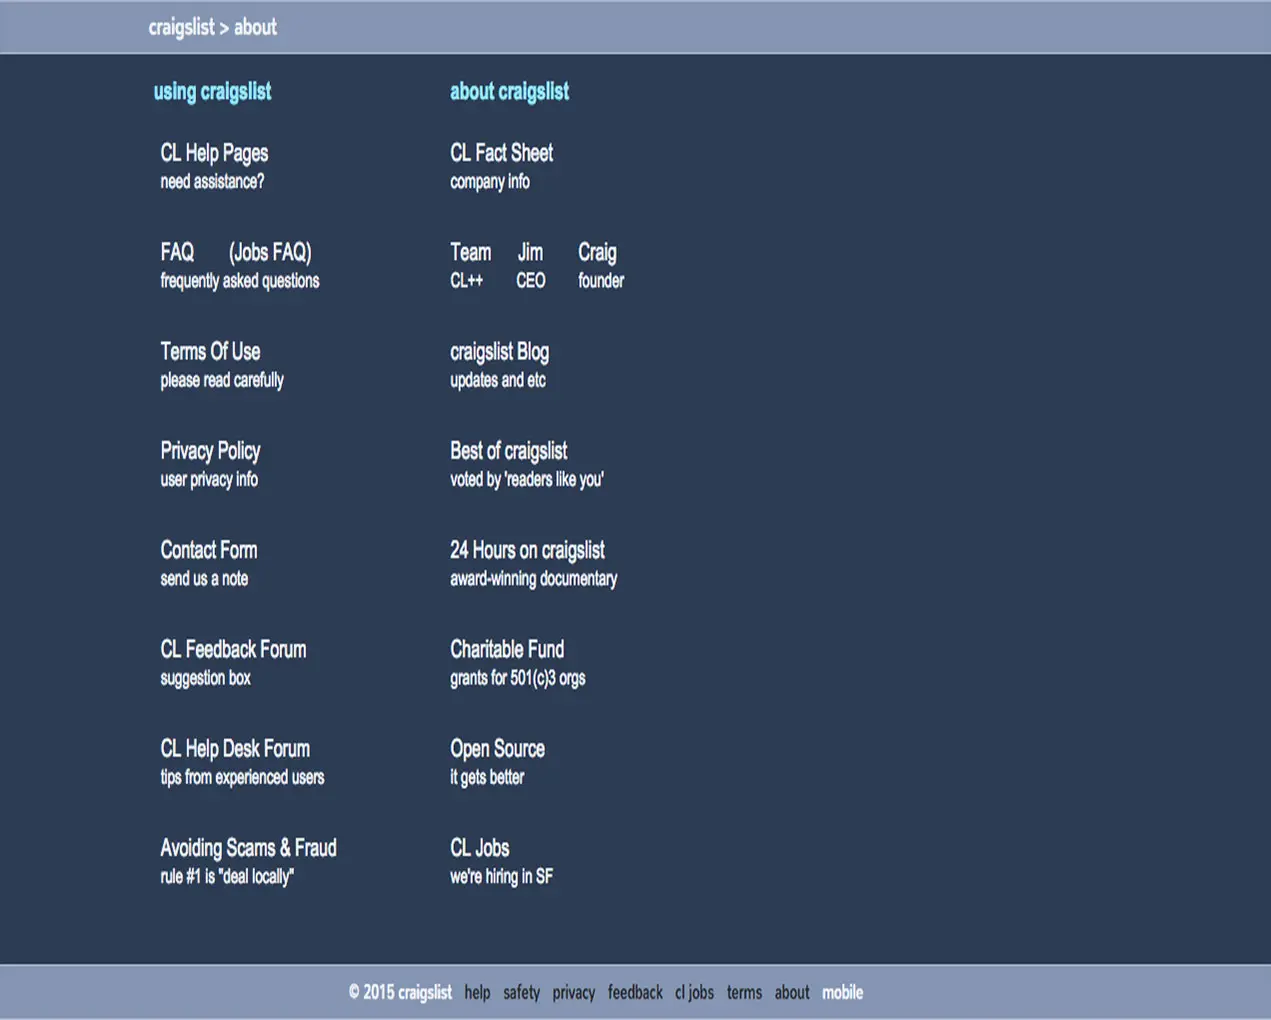 craigslist > about
using craigslist
CL Help Pages
need assistance?
FAQ (Jobs FAQ)
frequently asked questions
Terms Of Use
please read carefully
Privacy Policy
user privacy info
Contact Form
send us a note
CL Feedback Forum
suggestion box
CL Help Desk Forum
tips from experienced users
Avoiding Scams & Fraud
rule #1 is "deal locally"
about craigslist
CL Fact Sheet
company info
Team Jim Craig
CL++ CEO founder
craigslist Blog
updates and etc
Best of craigslist
voted by 'readers like you'
24 Hours on craigslist
award-winning documentary
Charitable Fund
grants for 501(c)3 orgs
Open Source
it gets better
CL Jobs
we're hiring in SF
© 2015 craigslist help safety privacy feedback cl jobs terms about mobile